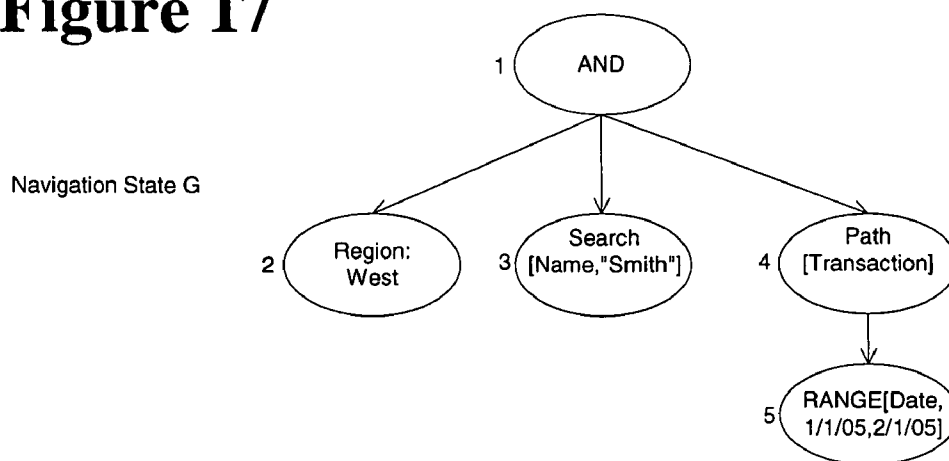 Figure 17
1
AND
Navigation State G
2
Region:
West
3
Search
[Name,"Smith"]
4
Path
[Transaction]
5
RANGE[Date,
1/1/05,2/1/05]